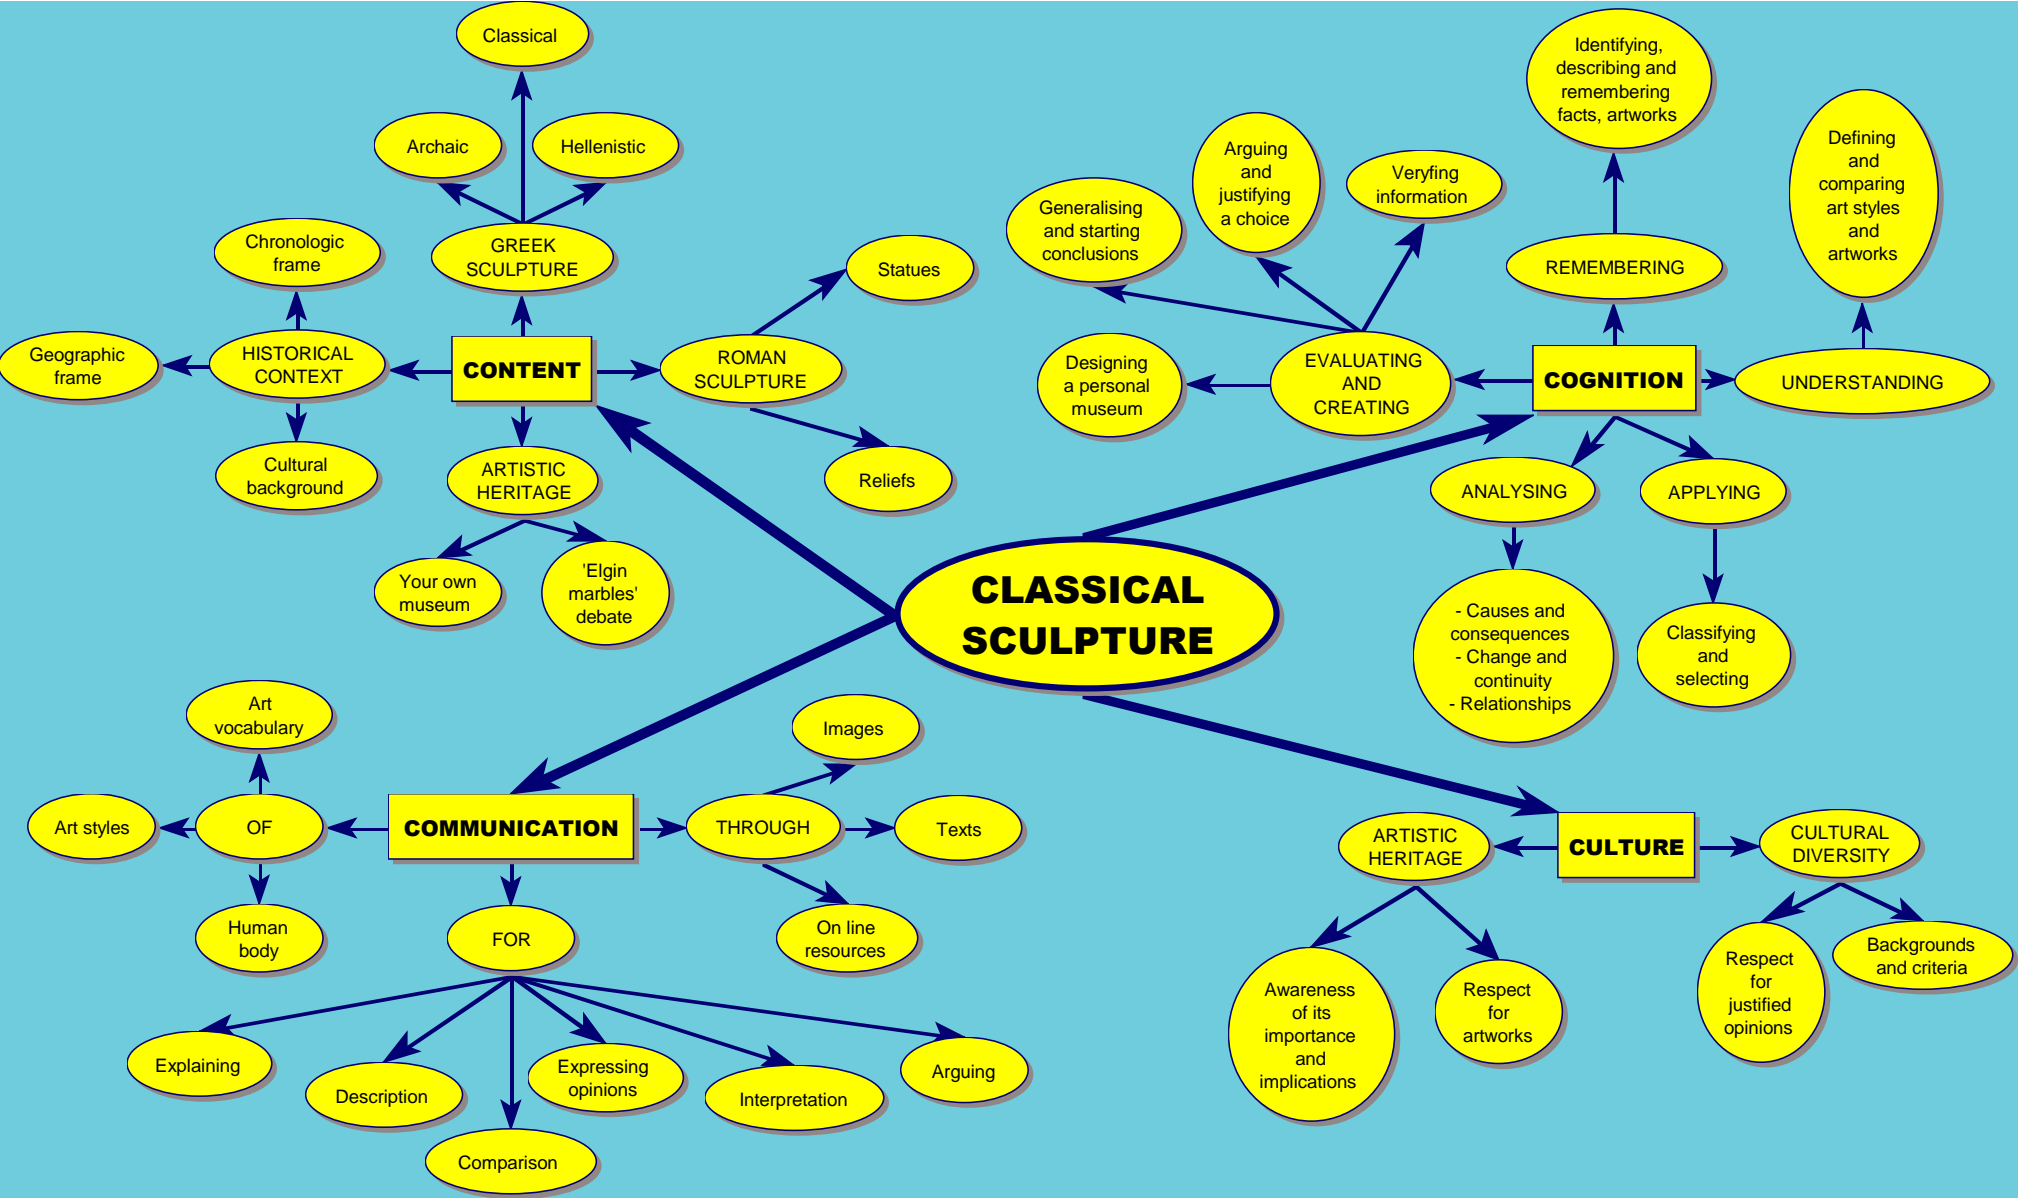 CLASSICAL
SCULPTURE
CONTENT
GREEK
SCULPTURE
Archaic
Classical
Hellenistic
HISTORICAL
CONTEXT
Chronologic
frame
Geographic
frame
Cultural
background
ROMAN
SCULPTURE
Statues
Reliefs
ARTISTIC
HERITAGE
Your own
museum
'Elgin
marbles'
debate
COGNITION
REMEMBERING
Identifying,
describing and
remembering
facts, artworks
UNDERSTANDING
Defining
and
comparing
art styles
and
artworks
EVALUATING
AND
CREATING
Generalising
and starting
conclusions
Arguing
and
justifying
a choice
Veryfing
information
Designing
a personal
museum
ANALYSING
- Causes and
consequences
- Change and
continuity
- Relationships
APPLYING
Classifying
and
selecting
COMMUNICATION
OF
Art
vocabulary
Art styles
Human
body
THROUGH
Images
Texts
On line
resources
FOR
Explaining
Description
Comparison
Expressing
opinions
Interpretation
Arguing
CULTURE
ARTISTIC
HERITAGE
Awareness
of its
importance
and
implications
Respect
for
artworks
CULTURAL
DIVERSITY
Respect
for
justified
opinions
Backgrounds
and criteria